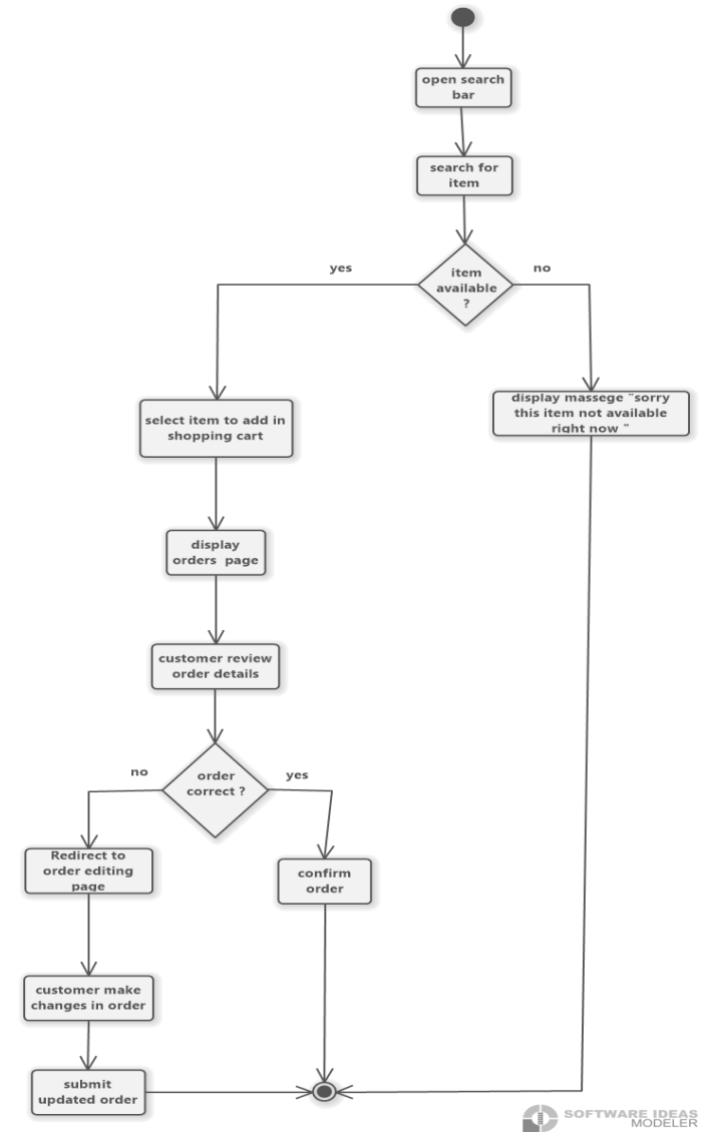 open search
bar
search for
item
yes
no
item
available
?
display massege "sorry
this item not available
right now "
select item to add in
shopping cart
display
orders page
customer review
order details
no
yes
order
correct ?
Redirect to
order editing
page
confirm
order
customer make
changes in order
submit
updated order
SOFTWARE IDEAS
MODELER